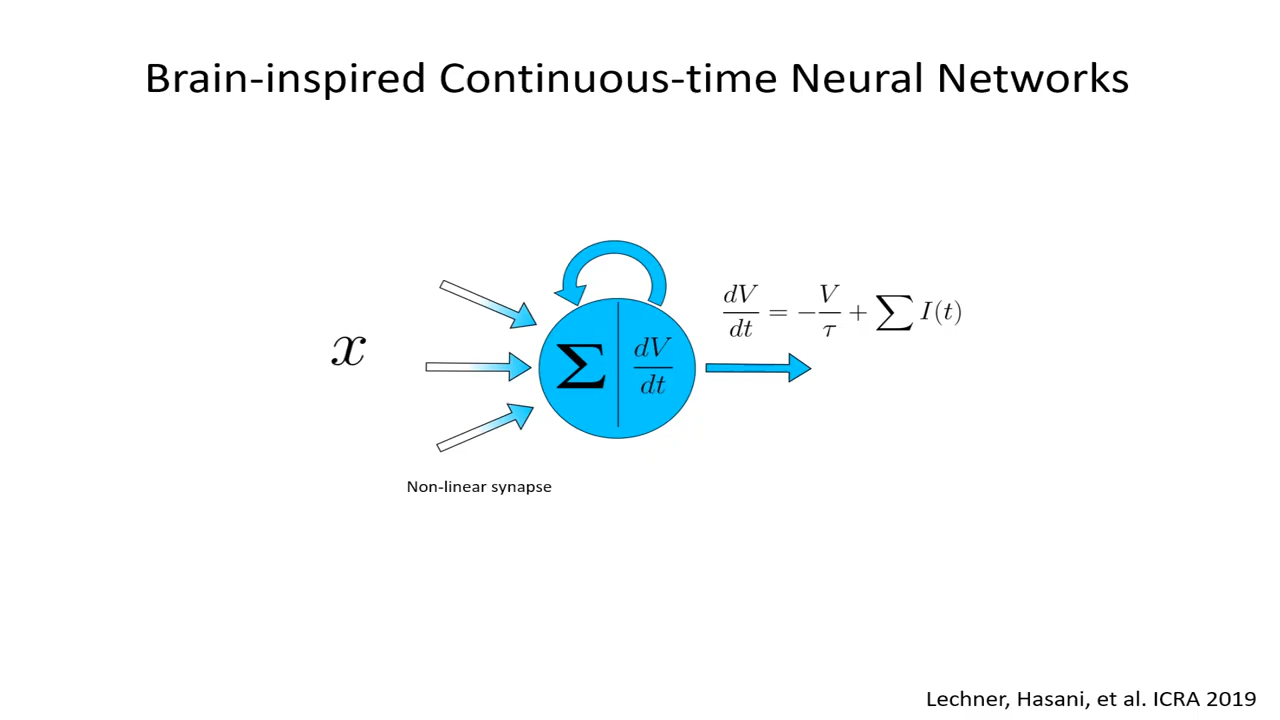 Brain-inspired Continuous-time Neural Networks
x
Σ | dV/dt
dV/dt = −V/τ + ∑ I(t)
Non-linear synapse
Lechner, Hasani, et al. ICRA 2019